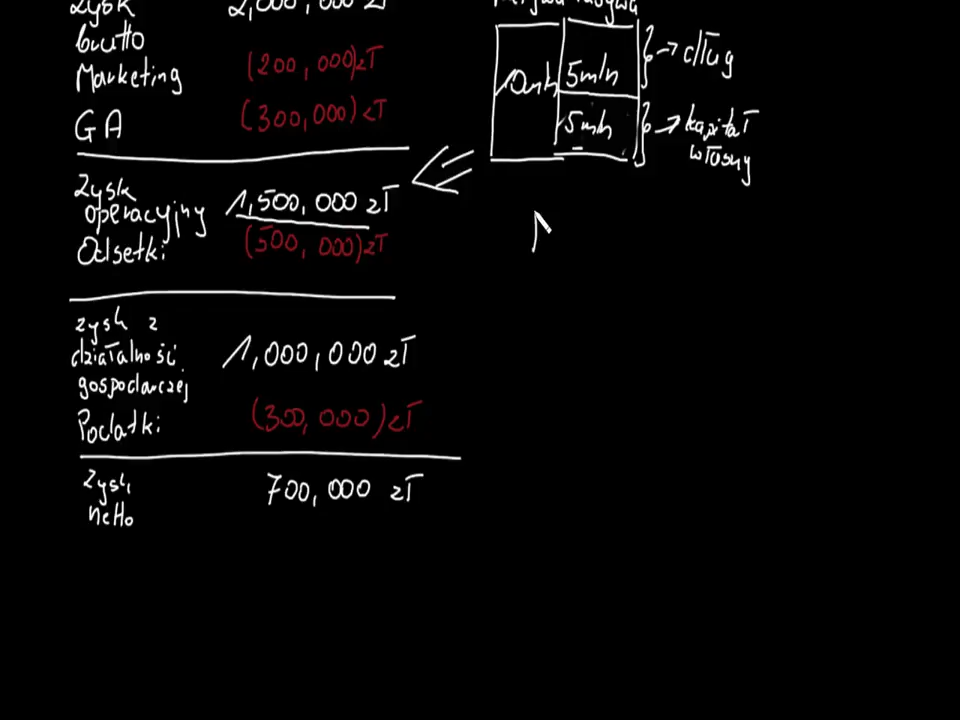 zysk 2,000,000 zł
brutto
Marketing (200,000) zł
GA (300,000) zł
Zysk
operacyjny 1,500,000 zł
Odsetki (500,000) zł
zysk z
działalności 1,000,000 zł
gospodarczej
Podatki (300,000) zł
zysk 700,000 zł
netto
10mln 5mln → dług
5mln → kapitał
własny